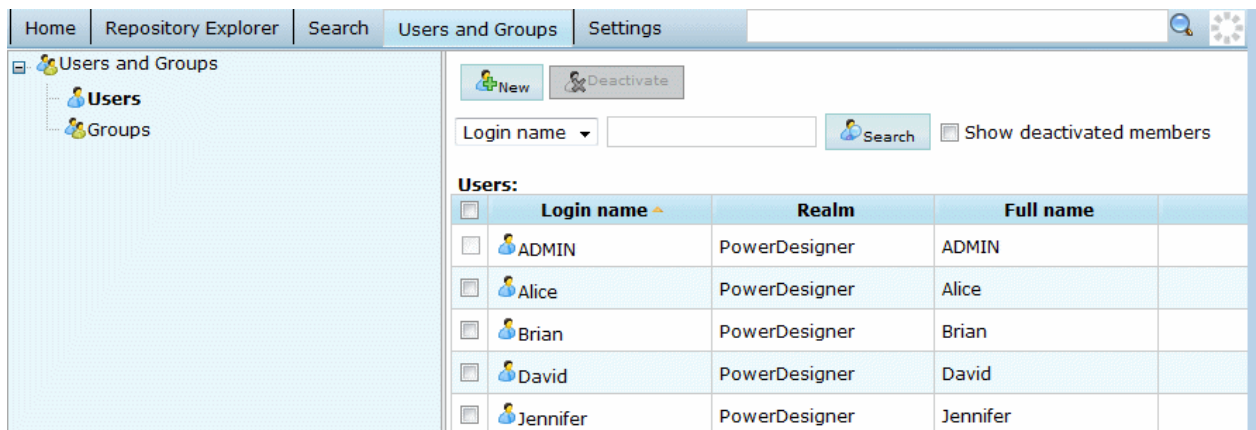 Home Repository Explorer Search Users and Groups Settings
Users and Groups
Users
Groups
New Deactivate
Login name Search Show deactivated members
Users:
Login name Realm Full name
ADMIN PowerDesigner ADMIN
Alice PowerDesigner Alice
Brian PowerDesigner Brian
David PowerDesigner David
Jennifer PowerDesigner Jennifer